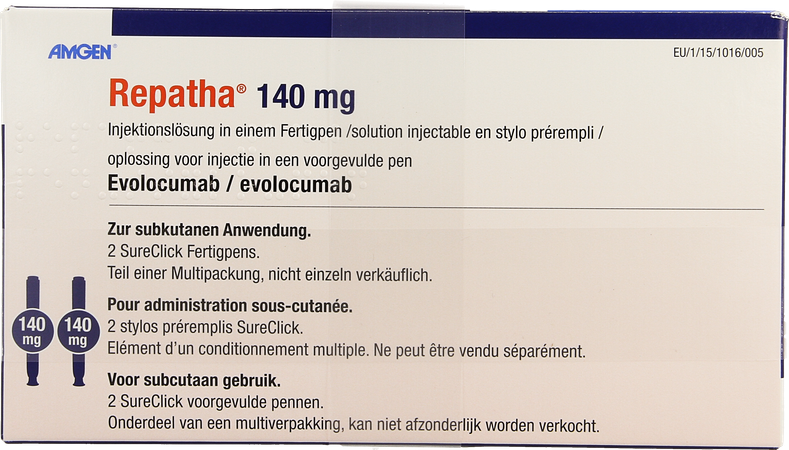 AMGEN®
EU/1/15/1016/005
Repatha® 140 mg
Injektionslösung in einem Fertigpen /solution injectable en stylo prérempli /
oplossing voor injectie in een voorgevulde pen
Evolocumab / evolocumab
Zur subkutanen Anwendung.
2 SureClick Fertigpens.
Teil einer Multipackung, nicht einzeln verkäuflich.
Pour administration sous-cutanée.
2 stylos préremplis SureClick.
Elément d'un conditionnement multiple. Ne peut être vendu séparément.
Voor subcutaan gebruik.
2 SureClick voorgevulde pennen.
Onderdeel van een multiverpakking, kan niet afzonderlijk worden verkocht.
140 mg
140 mg